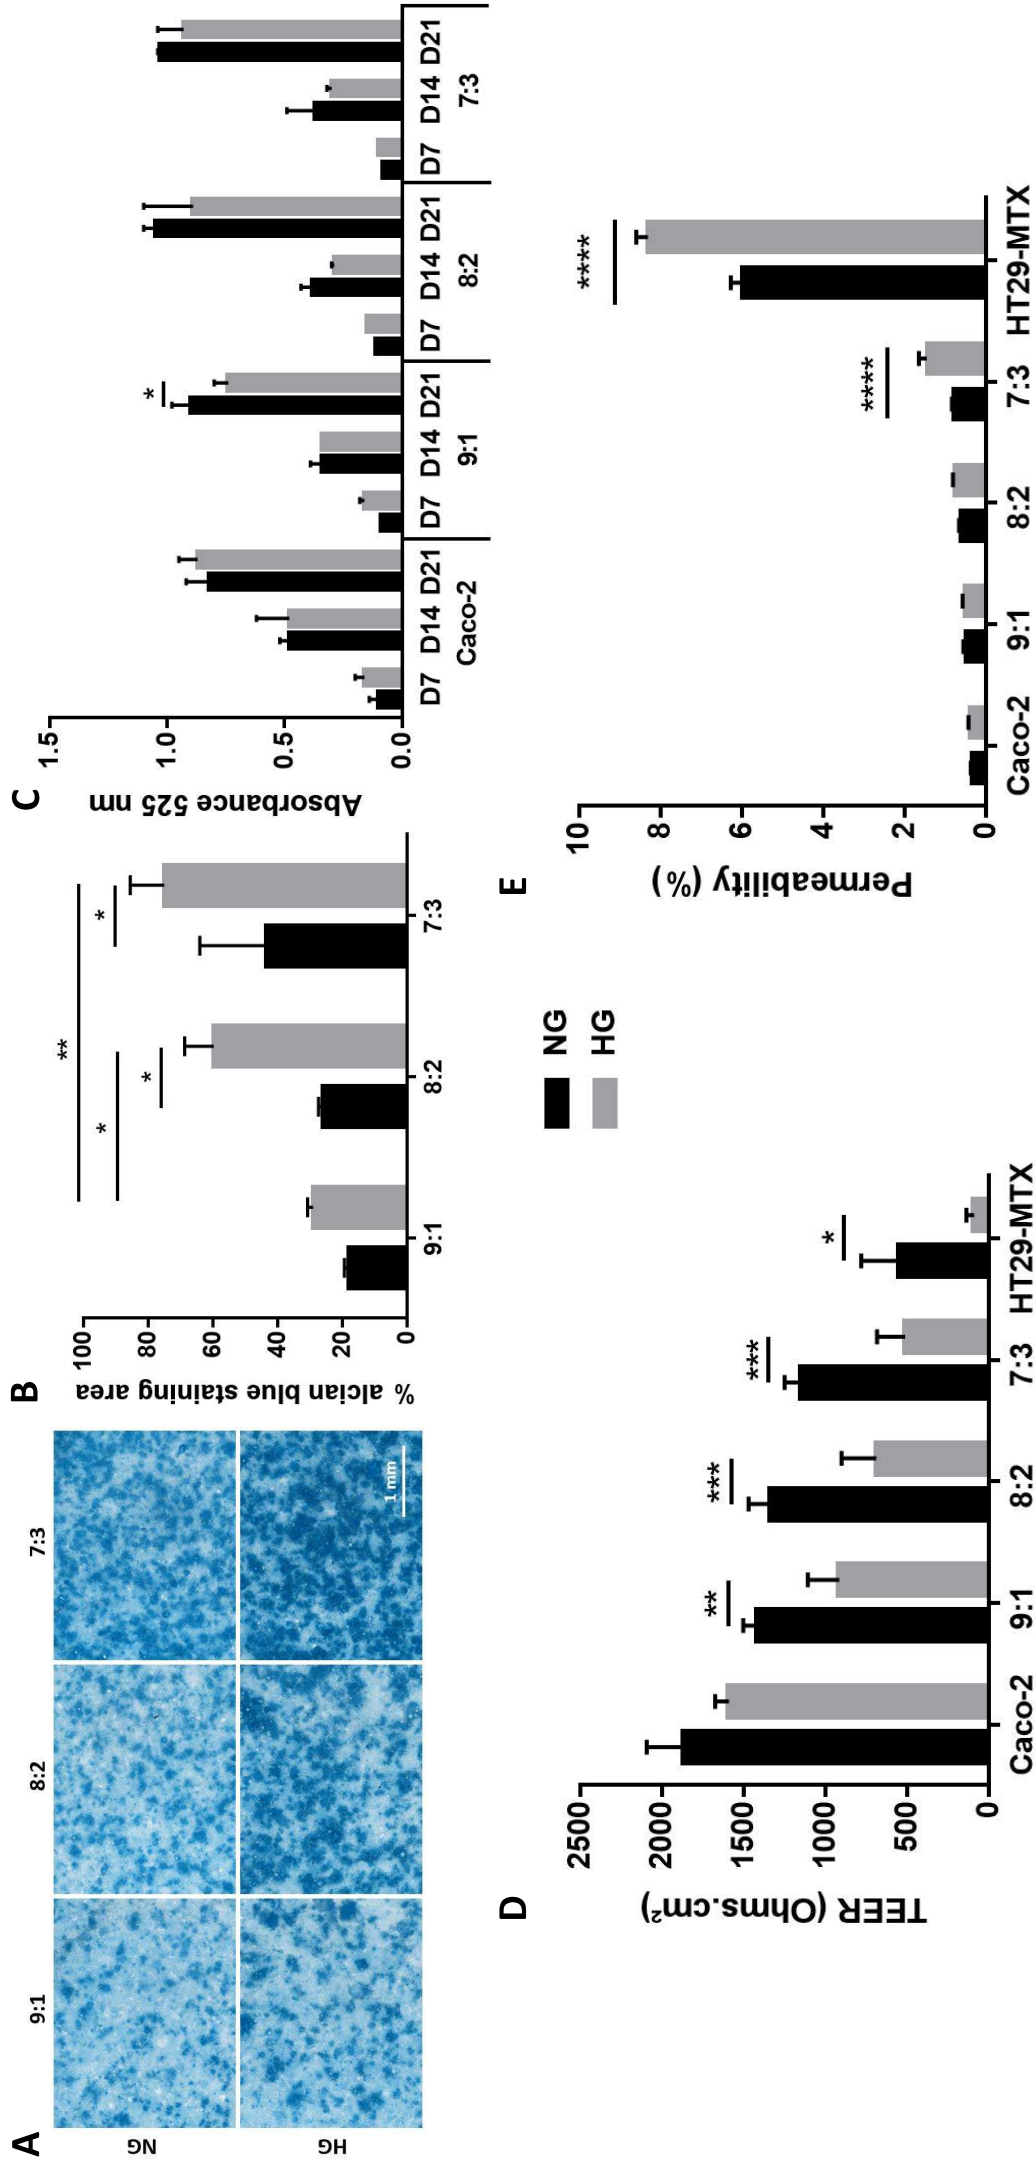 A
9:1
8:2
7:3
NG
HG
1 mm
B
% alcian blue staining area
100
80
60
40
20
0
**
*
*
*
9:1
8:2
7:3
C
Absorbance 525 nm
1.5
1.0
0.5
0.0
*
D7 D14 D21 D7 D14 D21 D7 D14 D21 D7 D14 D21
Caco-2 9:1 8:2 7:3
D
TEER (Ohms.cm²)
2500
2000
1500
1000
500
0
**
***
***
*
Caco-2 9:1 8:2 7:3 HT29-MTX
NG
HG
E
Permeability (%)
10
8
6
4
2
0
****
****
Caco-2 9:1 8:2 7:3 HT29-MTX